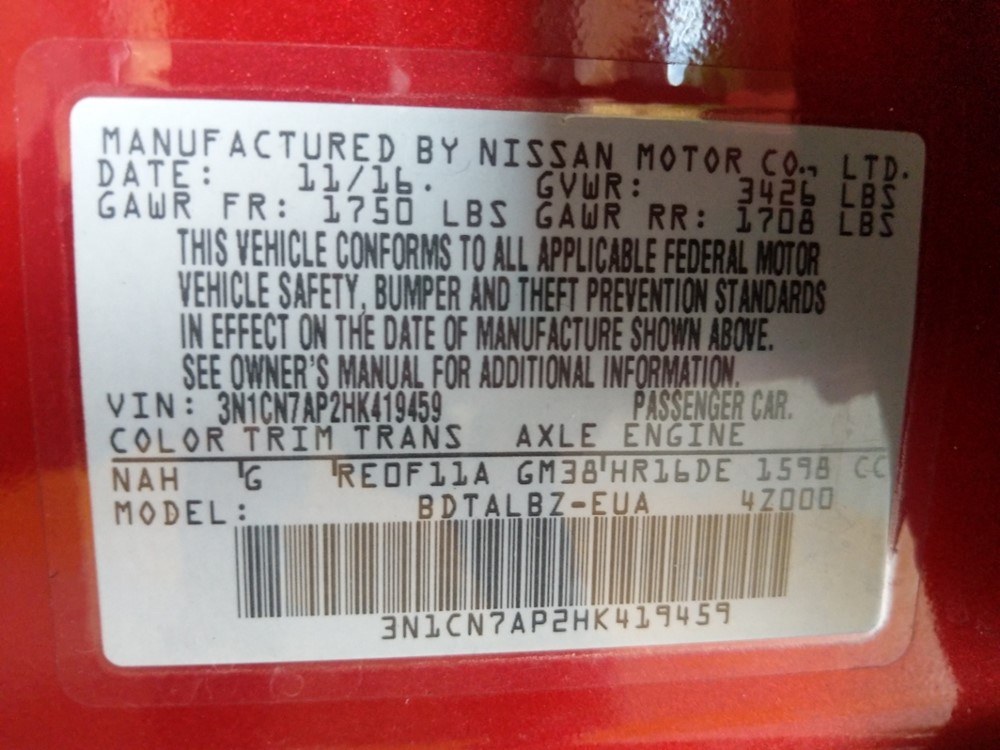 MANUFACTURED BY NISSAN MOTOR CO., LTD.
DATE: 11/16. GVWR: 3426 LBS
GAWR FR: 1750 LBS GAWR RR: 1708 LBS
THIS VEHICLE CONFORMS TO ALL APPLICABLE FEDERAL MOTOR
VEHICLE SAFETY, BUMPER AND THEFT PREVENTION STANDARDS
IN EFFECT ON THE DATE OF MANUFACTURE SHOWN ABOVE.
SEE OWNER'S MANUAL FOR ADDITIONAL INFORMATION.
VIN: 3N1CN7AP2HK419459 PASSENGER CAR.
COLOR TRIM TRANS AXLE ENGINE
NAH G RE0F11A GM38 HR16DE 1598 CC
MODEL: BDTALBZ-EUA 4Z000
3N1CN7AP2HK419459